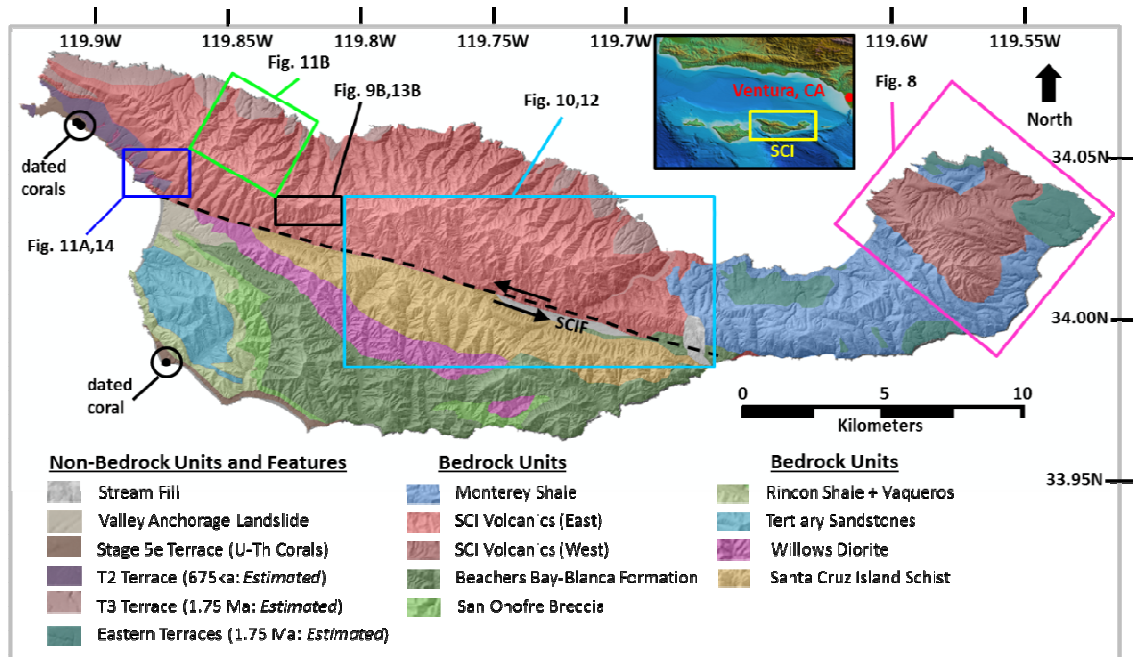 119.9W 119.85W 119.8W 119.75W 119.7W 119.6W 119.55W
Fig. 11B
Fig. 9B,13B
Fig. 10,12
Ventura, CA
SCI
Fig. 8
North
dated
corals
34.05N
Fig. 11A,14
SCIF
34.00N
dated
coral
0 5 10
Kilometers
33.95N
Non-Bedrock Units and Features
Stream Fill
Valley Anchorage Landslide
Stage 5e Terrace (U-Th Corals)
T2 Terrace (675ka: Estimated)
T3 Terrace (1.75 Ma: Estimated)
Eastern Terraces (1.75 Ma: Estimated)
Bedrock Units
Monterey Shale
SCI Volcanics (East)
SCI Volcanics (West)
Beachers Bay-Blanca Formation
San Onofre Breccia
Bedrock Units
Rincon Shale + Vaqueros
Tertiary Sandstones
Willows Diorite
Santa Cruz Island Schist